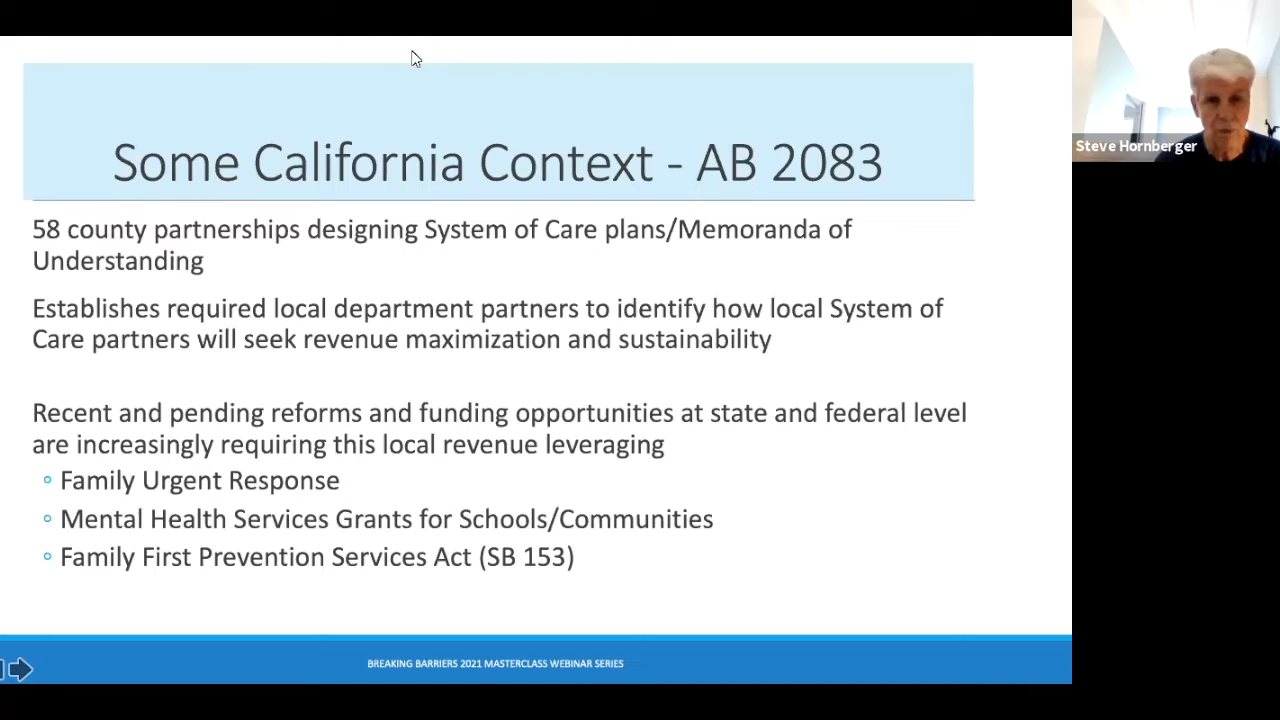 Some California Context - AB 2083
Steve Hornberger
58 county partnerships designing System of Care plans/Memoranda of
Understanding
Establishes required local department partners to identify how local System of
Care partners will seek revenue maximization and sustainability
Recent and pending reforms and funding opportunities at state and federal level
are increasingly requiring this local revenue leveraging
◦ Family Urgent Response
◦ Mental Health Services Grants for Schools/Communities
◦ Family First Prevention Services Act (SB 153)
BREAKING BARRIERS 2021 MASTERCLASS WEBINAR SERIES